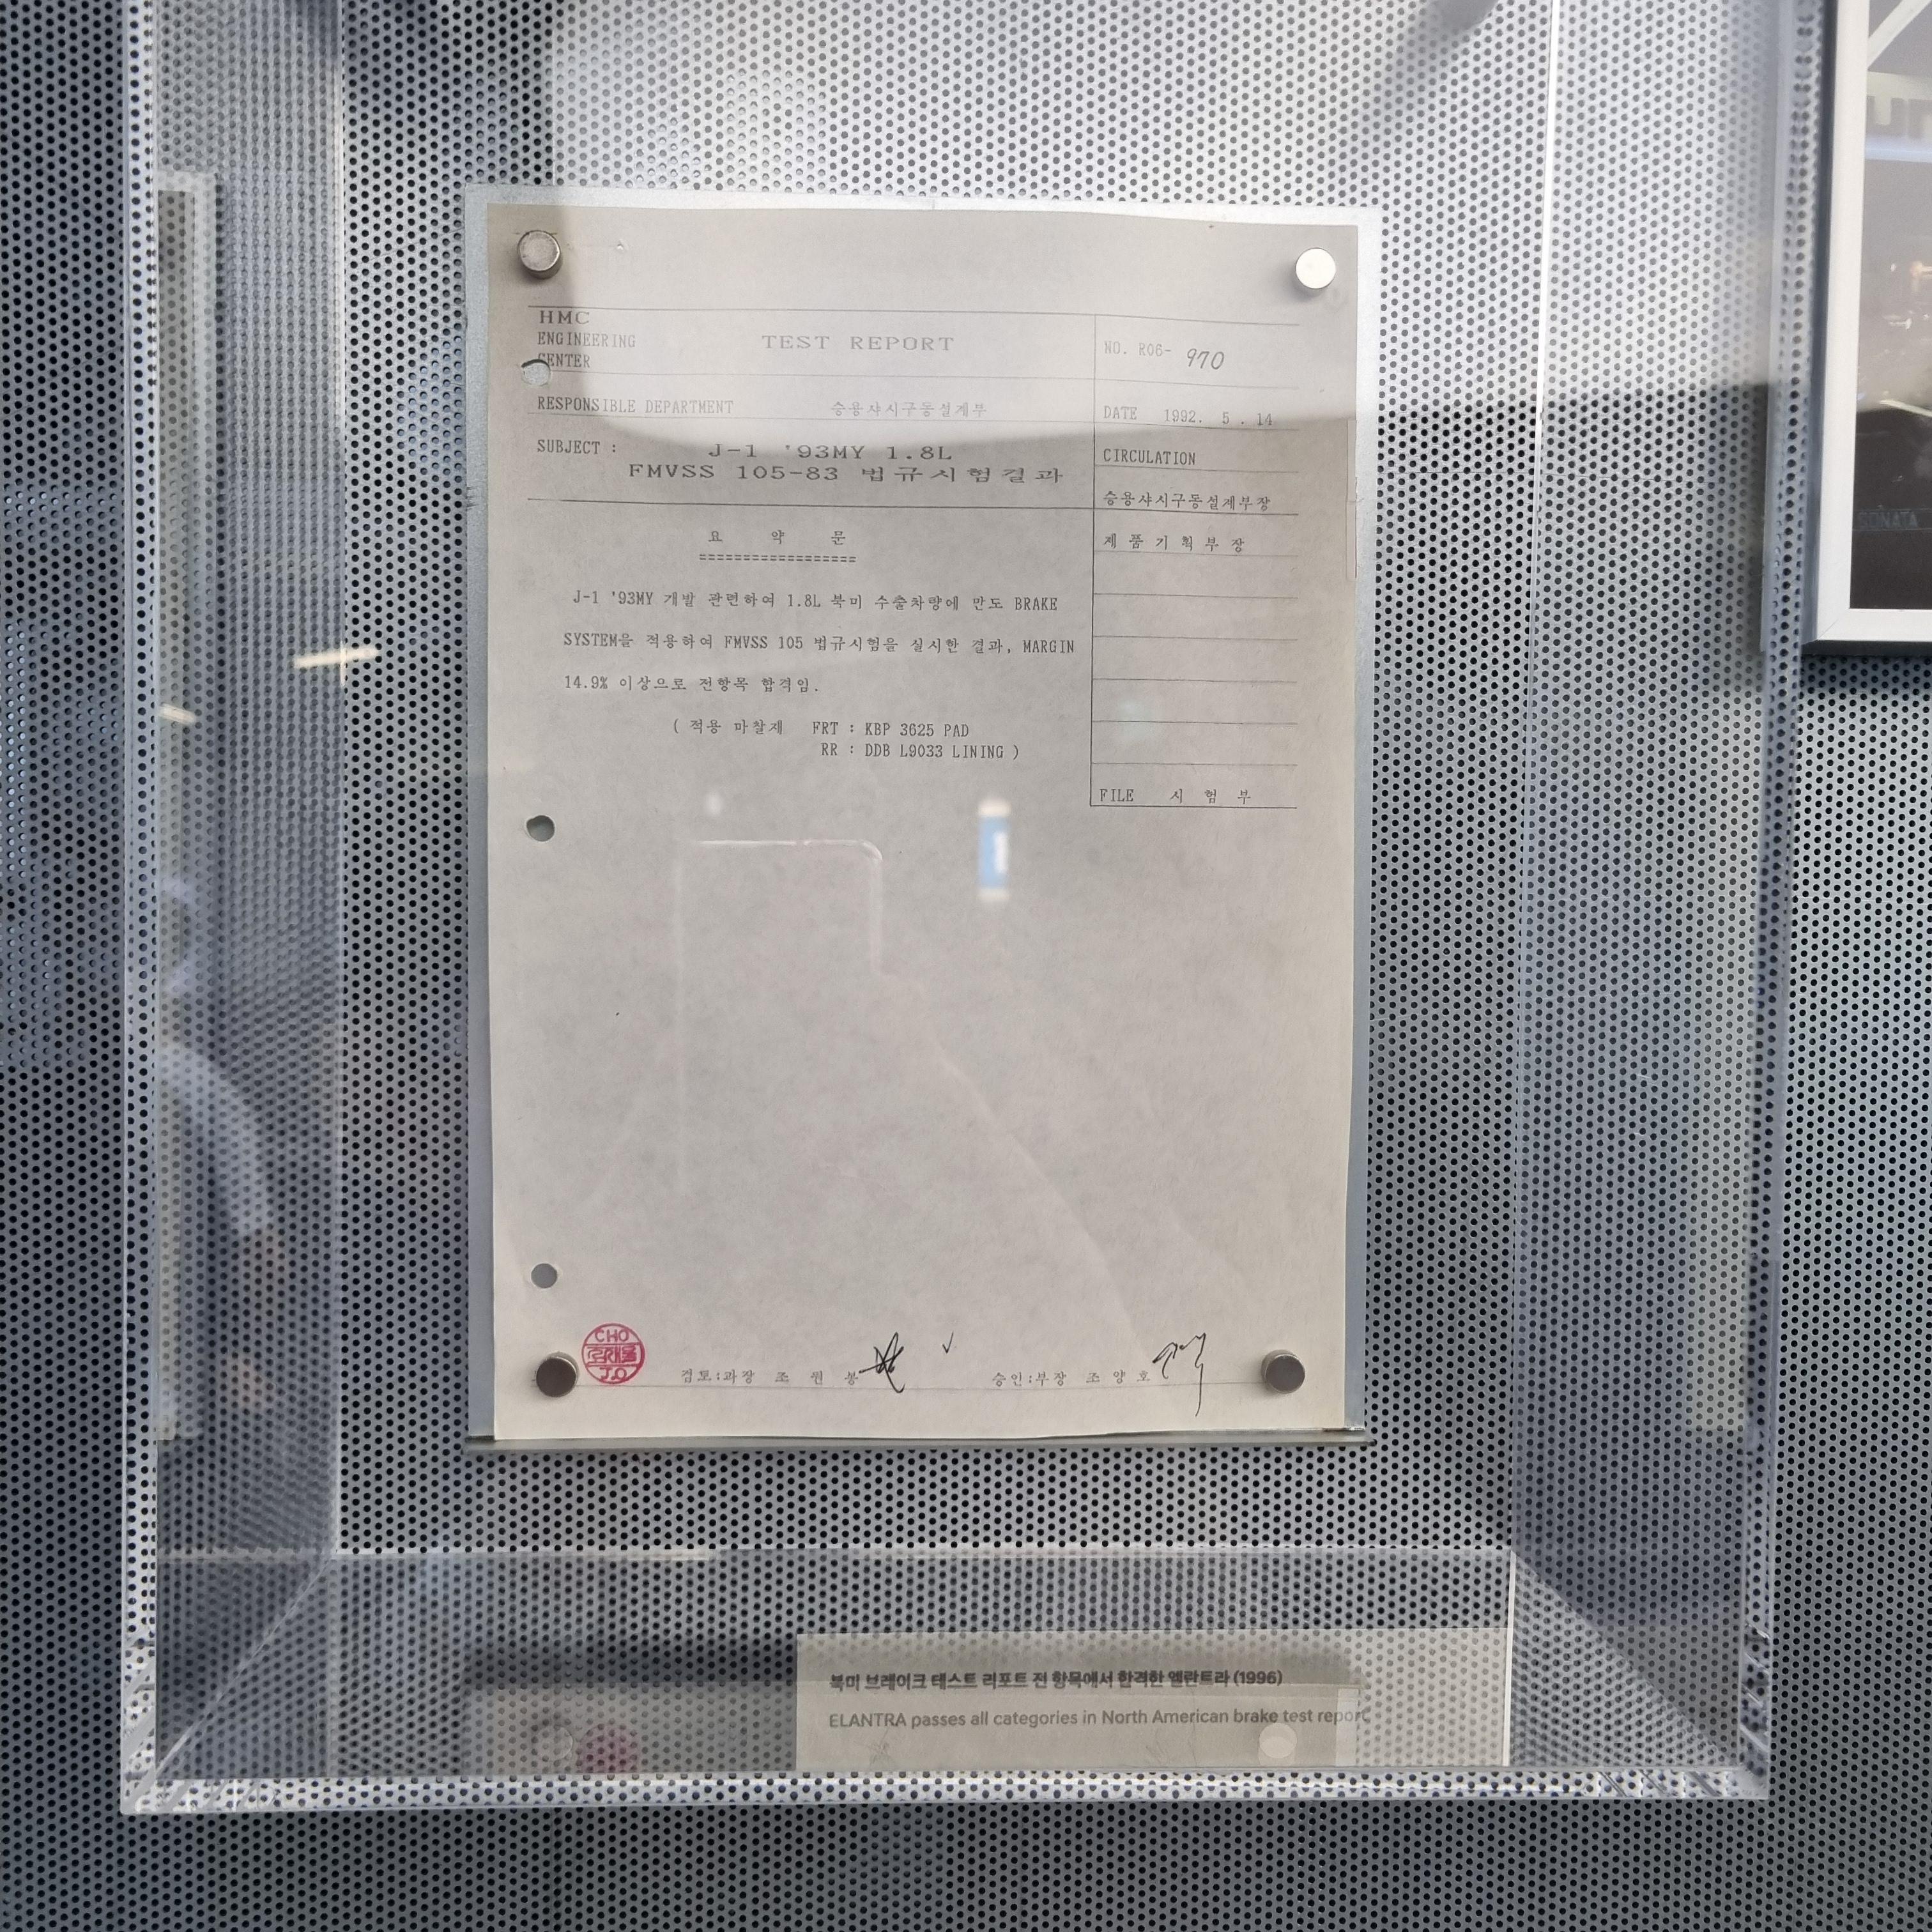 HMC
ENGINEERING
CENTER
TEST REPORT
NO. R06- 970
RESPONSIBLE DEPARTMENT 승용샤시구동설계부
DATE 1992. 5 . 14
SUBJECT : J-1 '93MY 1.8L
FMVSS 105-83 법규시험결과
CIRCULATION
승용샤시구동설계부장
제 품 기 획 부 장
요 약 문
==================
J-1 '93MY 개발 관련하여 1.8L 북미 수출차량에 만도 BRAKE
SYSTEM을 적용하여 FMVSS 105 법규시험을 실시한 결과, MARGIN
14.9% 이상으로 전항목 합격임.
( 적용 마찰재 FRT : KBP 3625 PAD
RR : DDB L9033 LINING )
FILE 시 험 부
CHO
J.O
검토:과장 조 원 봉
승인:부장 조 양 호
북미 브레이크 테스트 리포트 전 항목에서 합격한 엘란트라 (1996)
ELANTRA passes all categories in North American brake test report
SONATA